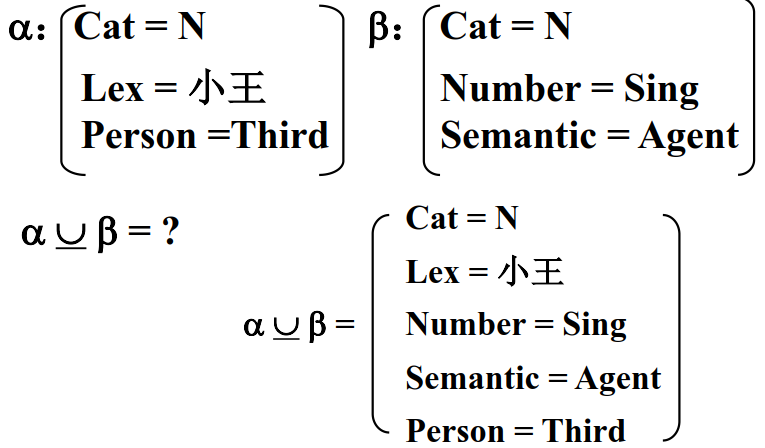 α: Cat = N β: Cat = N
Lex = 小王 Number = Sing
Person =Third Semantic = Agent
α ∪ β = ?
Cat = N
Lex = 小王
α ∪ β = Number = Sing
Semantic = Agent
Person = Third